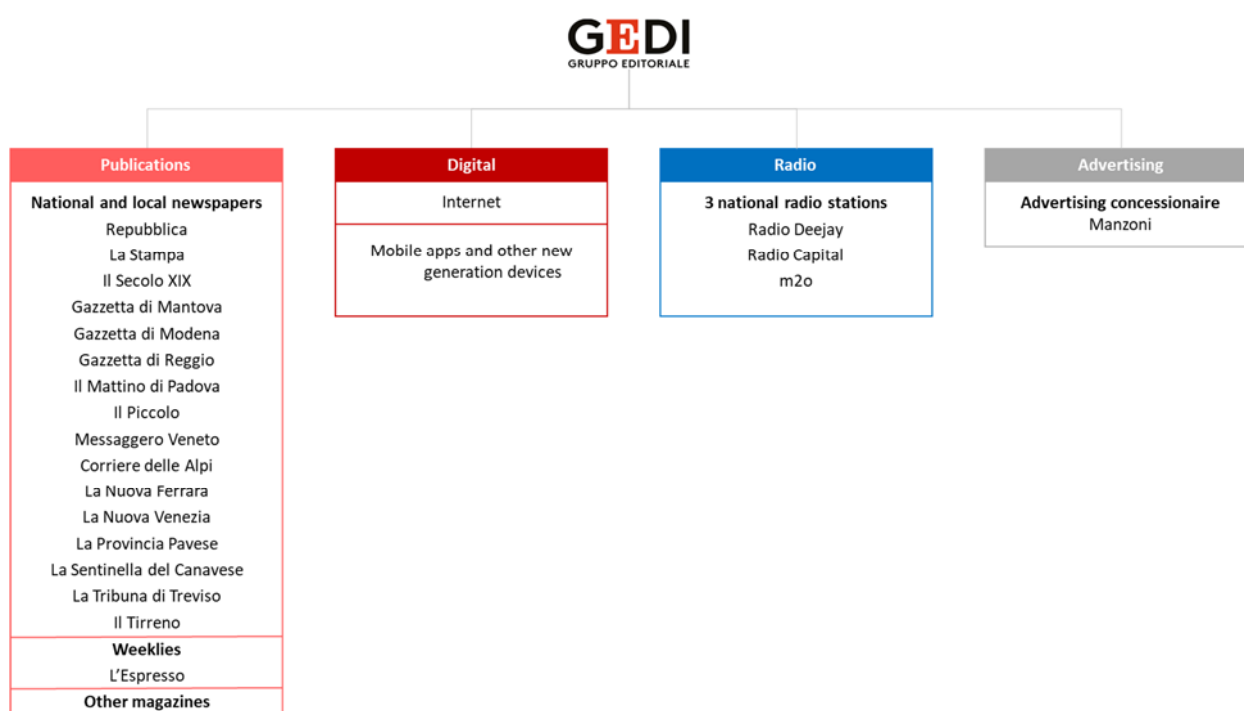 GEDI
GRUPPO EDITORIALE
Publications
National and local newspapers
Repubblica
La Stampa
Il Secolo XIX
Gazzetta di Mantova
Gazzetta di Modena
Gazzetta di Reggio
Il Mattino di Padova
Il Piccolo
Messaggero Veneto
Corriere delle Alpi
La Nuova Ferrara
La Nuova Venezia
La Provincia Pavese
La Sentinella del Canavese
La Tribuna di Treviso
Il Tirreno
Weeklies
L’Espresso
Other magazines
Digital
Internet
Mobile apps and other new
generation devices
Radio
3 national radio stations
Radio Deejay
Radio Capital
m2o
Advertising
Advertising concessionaire
Manzoni